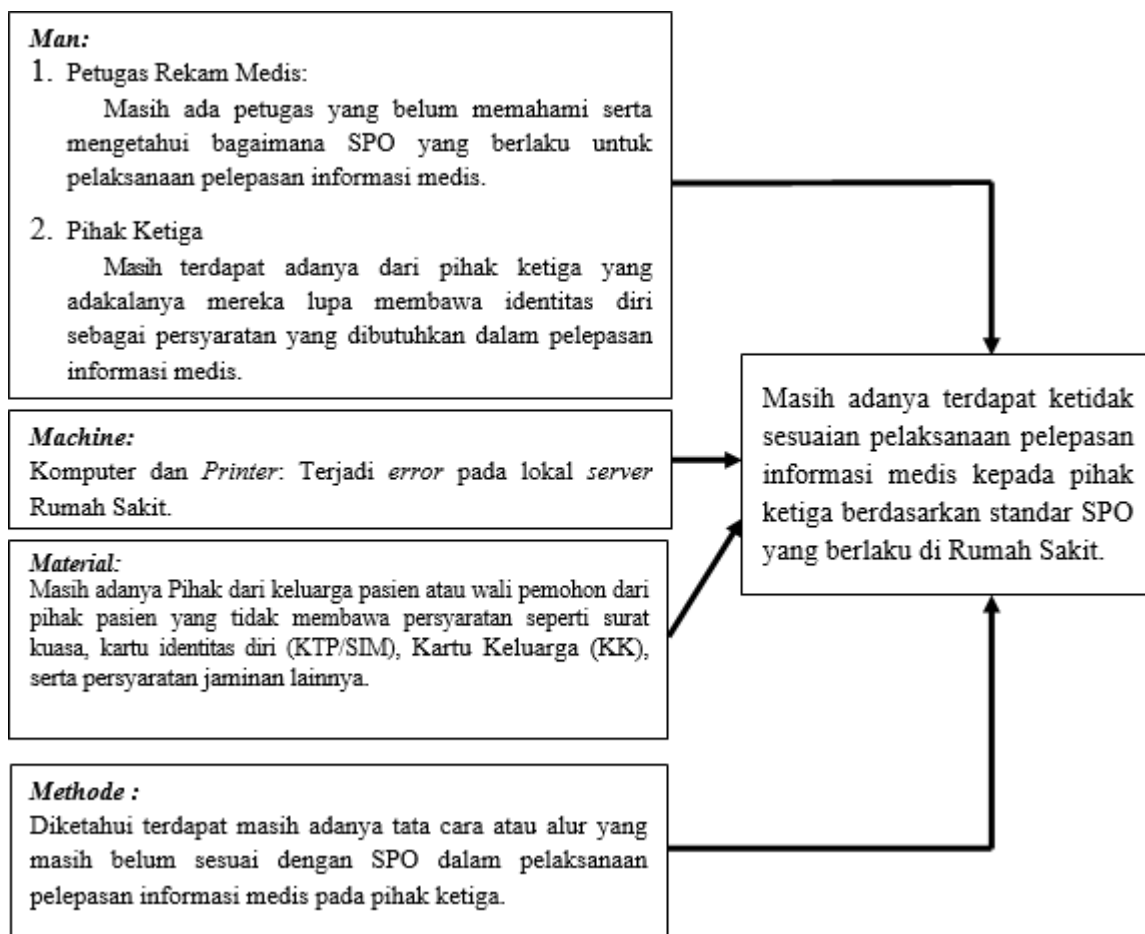 Man:
1. Petugas Rekam Medis:
Masih ada petugas yang belum memahami serta
mengetahui bagaimana SPO yang berlaku untuk
pelaksanaan pelepasan informasi medis.
2. Pihak Ketiga
Masih terdapat adanya dari pihak ketiga yang
adakalanya mereka lupa membawa identitas diri
sebagai persyaratan yang dibutuhkan dalam pelepasan
informasi medis.
Machine:
Komputer dan Printer: Terjadi error pada lokal server
Rumah Sakit.
Material:
Masih adanya Pihak dari keluarga pasien atau wali pemohon dari
pihak pasien yang tidak membawa persyaratan seperti surat
kuasa, kartu identitas diri (KTP/SIM), Kartu Keluarga (KK),
serta persyaratan jaminan lainnya.
Methode :
Diketahui terdapat masih adanya tata cara atau alur yang
masih belum sesuai dengan SPO dalam pelaksanaan
pelepasan informasi medis pada pihak ketiga.
Masih adanya terdapat ketidak
sesuaian pelaksanaan pelepasan
informasi medis kepada pihak
ketiga berdasarkan standar SPO
yang berlaku di Rumah Sakit.